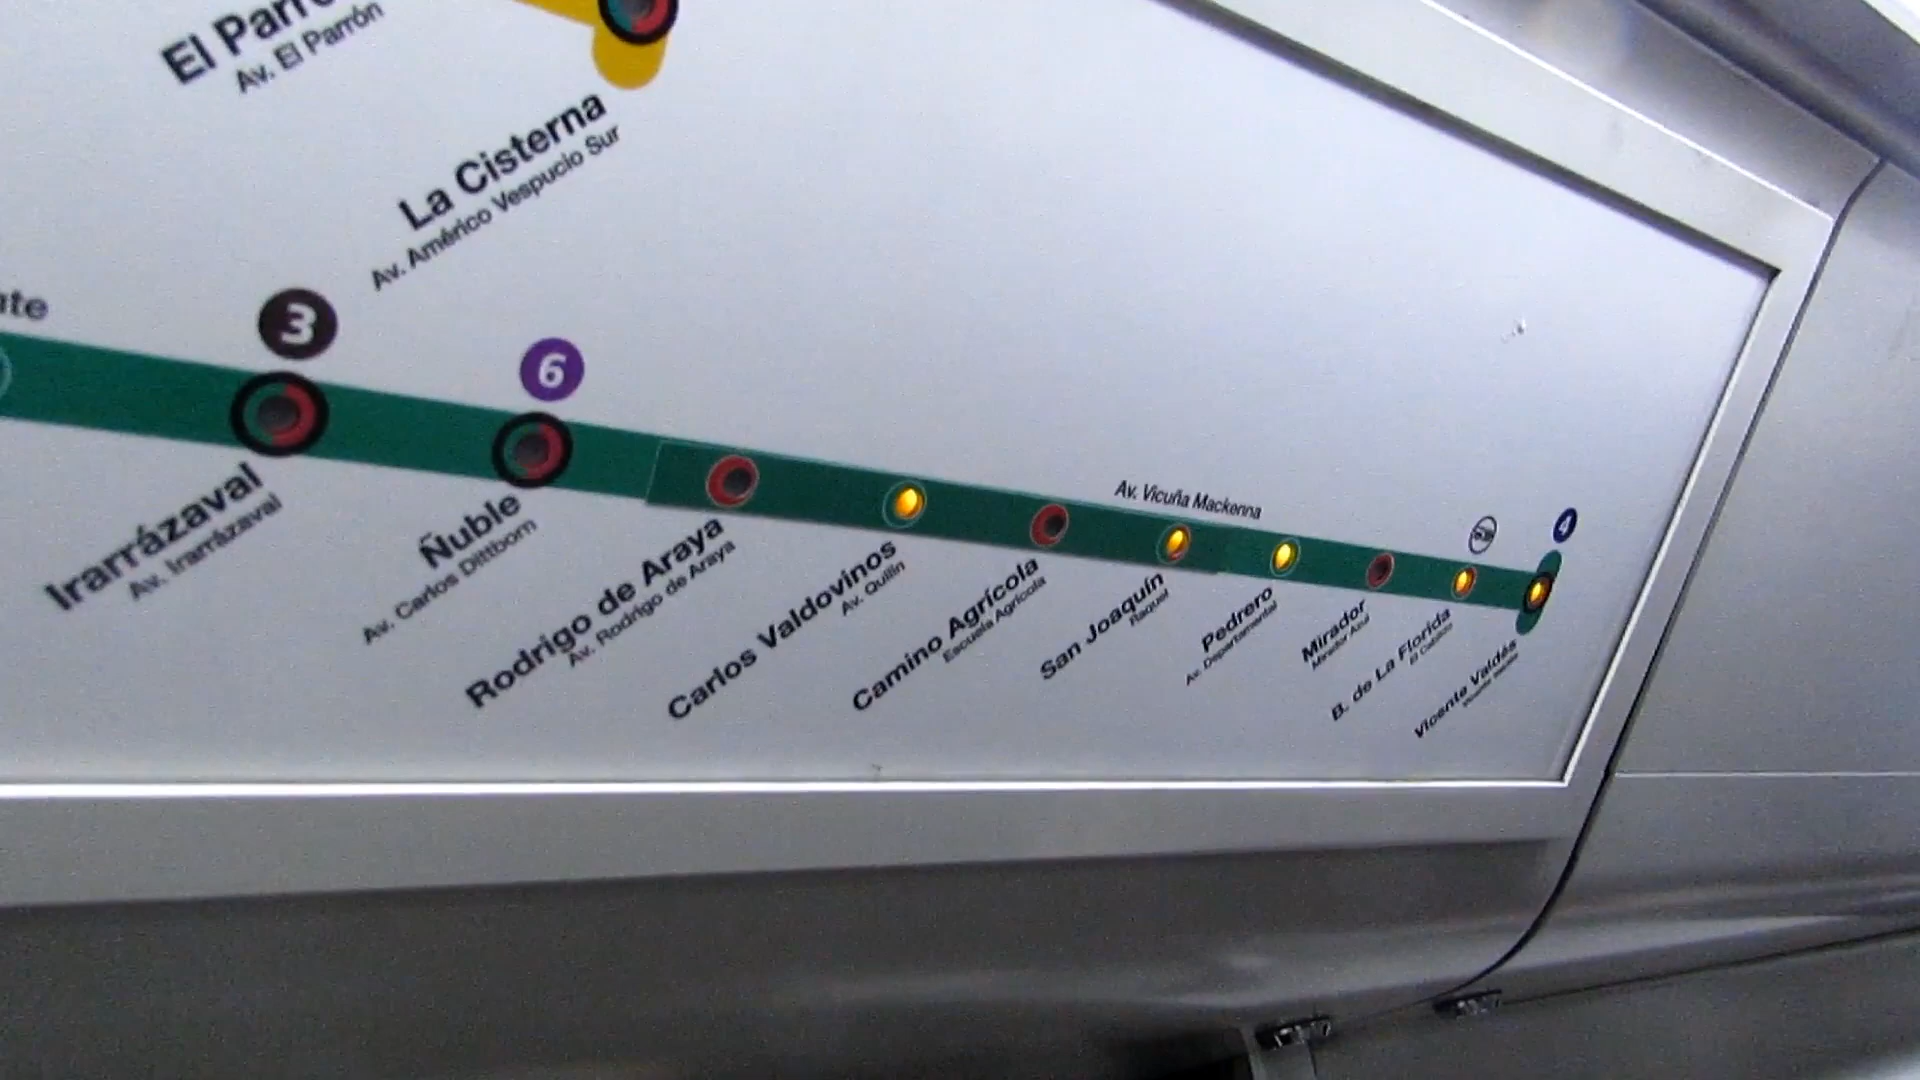 El Parr
Av. El Parrón
La Cisterna
Av. Américo Vespucio Sur
nte
3
6
4
Av. Vicuña Mackenna
Irarrázaval
Av. Irarrázaval
Ñuble
Av. Carlos Dittborn
Rodrigo de Araya
Av. Rodrigo de Araya
Carlos Valdovinos
Av. Quilín
Camino Agrícola
Escuela Agrícola
San Joaquín
Raquel
Pedrero
Av. Departamental
Mirador
Mirador Azul
B. de La Florida
El Cabildo
Vicente Valdés